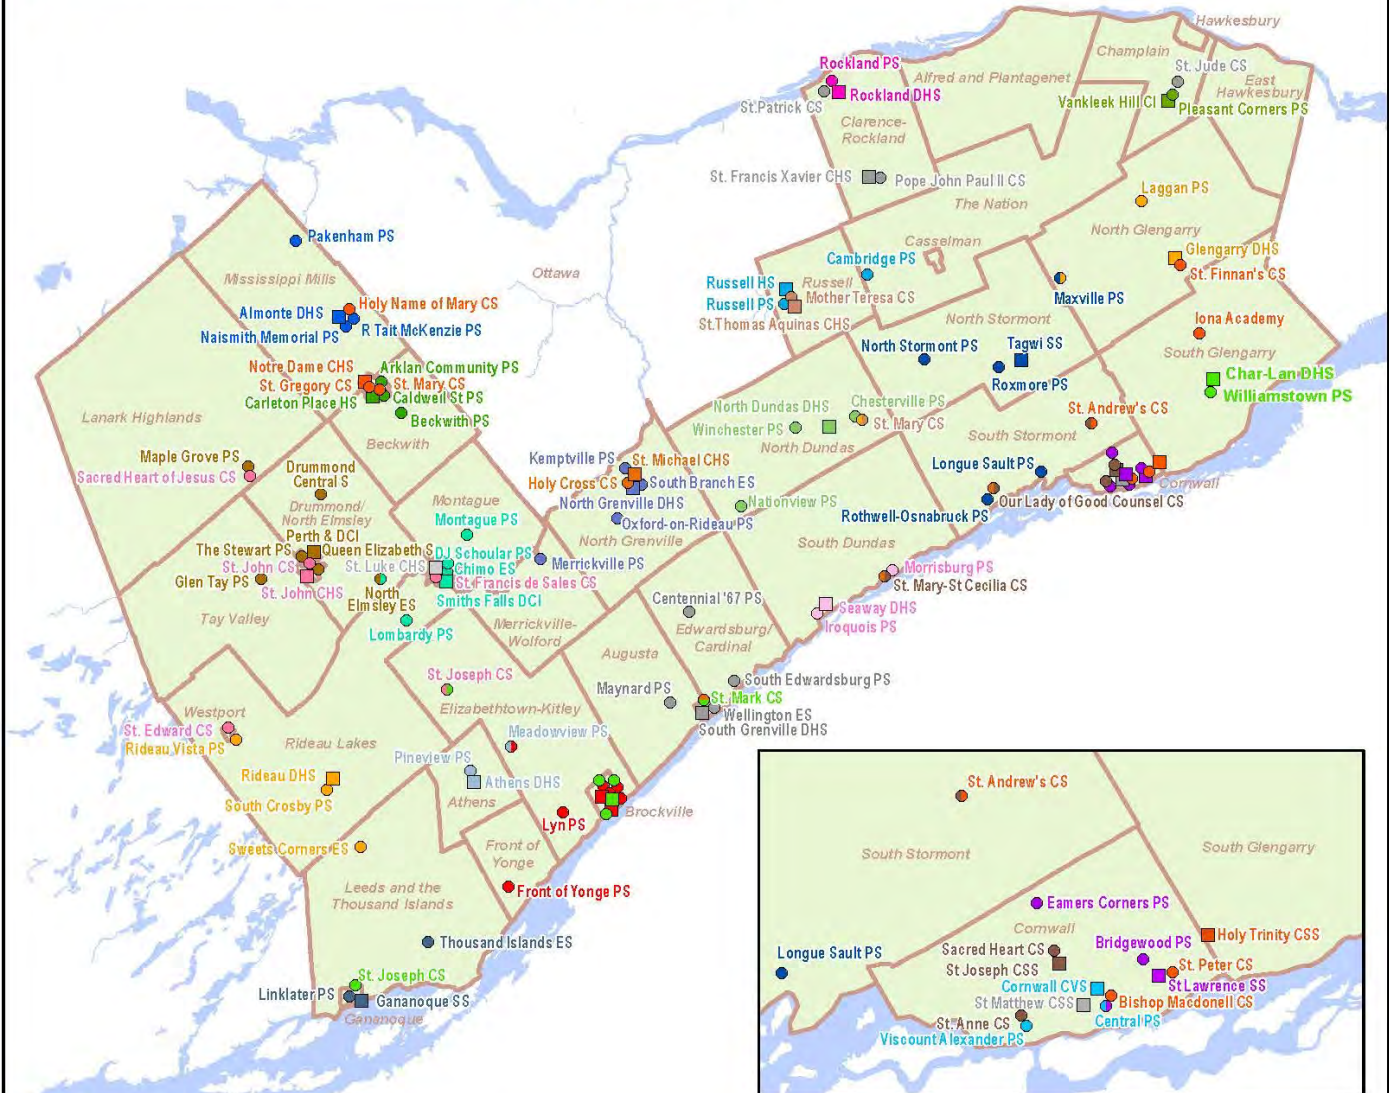 Hawkesbury
Champlain
St. Jude CS
East
Hawkesbury
Rockland PS
Alfred and Plantagenet
Rockland DHS
St.Patrick CS
Vankleek Hill CI
Pleasant Corners PS
Clarence-
Rockland
St. Francis Xavier CHS
Pope John Paul II CS
Laggan PS
The Nation
North Glengarry
Pakenham PS
Casselman
Glengarry DHS
Cambridge PS
St. Finnan's CS
Ottawa
Mississippi Mills
Russell HS
Russell
Mother Teresa CS
Russell PS
Maxville PS
Holy Name of Mary CS
Almonte DHS
R Tait McKenzie PS
Naismith Memorial PS
St.Thomas Aquinas CHS
North Stormont
Iona Academy
North Stormont PS
Tagwi SS
South Glengarry
Notre Dame CHS
Arklan Community PS
Roxmore PS
Char-Lan DHS
St. Gregory CS
St. Mary CS
Williamstown PS
Carleton Place HS
Caldwell St PS
Lanark Highlands
Beckwith PS
North Dundas DHS
Chesterville PS
St. Andrew's CS
Winchester PS
St. Mary CS
Beckwith
North Dundas
South Stormont
Maple Grove PS
Kemptville PS
St. Michael CHS
Sacred Heart of Jesus CS
Drummond
Central S
Holy Cross CS
South Branch ES
Longue Sault PS
Cornwall
Montague
North Grenville DHS
Nationview PS
Our Lady of Good Counsel CS
Drummond/
North Elmsley
Montague PS
Oxford-on-Rideau PS
Rothwell-Osnabruck PS
Perth & DCI
North Grenville
South Dundas
The Stewart PS
Queen Elizabeth S
DJ Schoular PS
St. John CS
St. Luke CHS
Chimo ES
Merrickville PS
Morrisburg PS
Glen Tay PS
St. Francis de Sales CS
St. Mary-St Cecilia CS
St. John CHS
North
Elmsley ES
Smiths Falls DCI
Centennial '67 PS
Seaway DHS
Tay Valley
Lombardy PS
Merrickville-
Wolford
Edwardsburg/
Cardinal
Iroquois PS
Augusta
St. Joseph CS
South Edwardsburg PS
Maynard PS
St. Mark CS
Westport
Elizabethtown-Kitley
Wellington ES
St. Edward CS
South Grenville DHS
Rideau Vista PS
Rideau Lakes
Meadowview PS
Pineview PS
Rideau DHS
Athens DHS
South Crosby PS
Athens
Brockville
Lyn PS
Sweets Corners ES
Front of
Yonge
Leeds and the
Thousand Islands
Front of Yonge PS
Thousand Islands ES
St. Joseph CS
Linklater PS
Gananoque SS
Gananoque
St. Andrew's CS
South Stormont
South Glengarry
Eamers Corners PS
Cornwall
Holy Trinity CSS
Sacred Heart CS
Bridgewood PS
Longue Sault PS
St Joseph CSS
St. Peter CS
Cornwall CVS
St Lawrence SS
St Matthew CSS
Bishop Macdonell CS
St. Anne CS
Central PS
Viscount Alexander PS